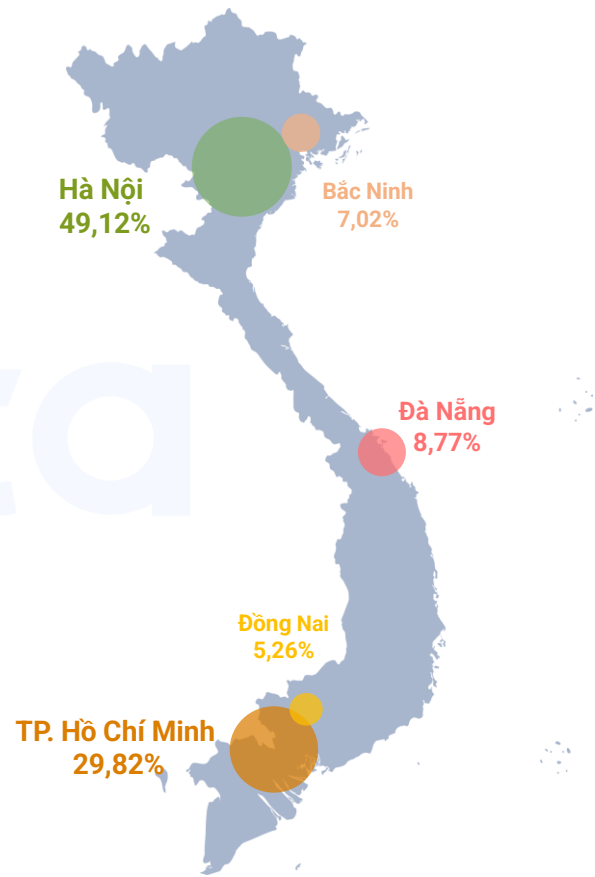 Hà Nội
49,12%
Bắc Ninh
7,02%
Đà Nẵng
8,77%
Đồng Nai
5,26%
TP. Hồ Chí Minh
29,82%